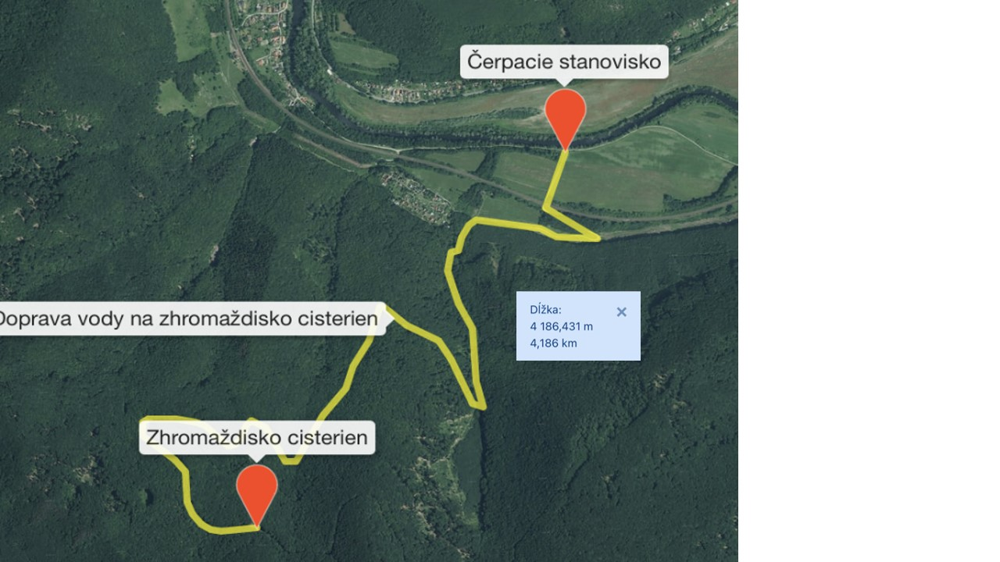 Čerpacie stanovisko
Dĺžka:
4 186,431 m
4,186 km
Doprava vody na zhromaždisko cisterien
Zhromaždisko cisterien